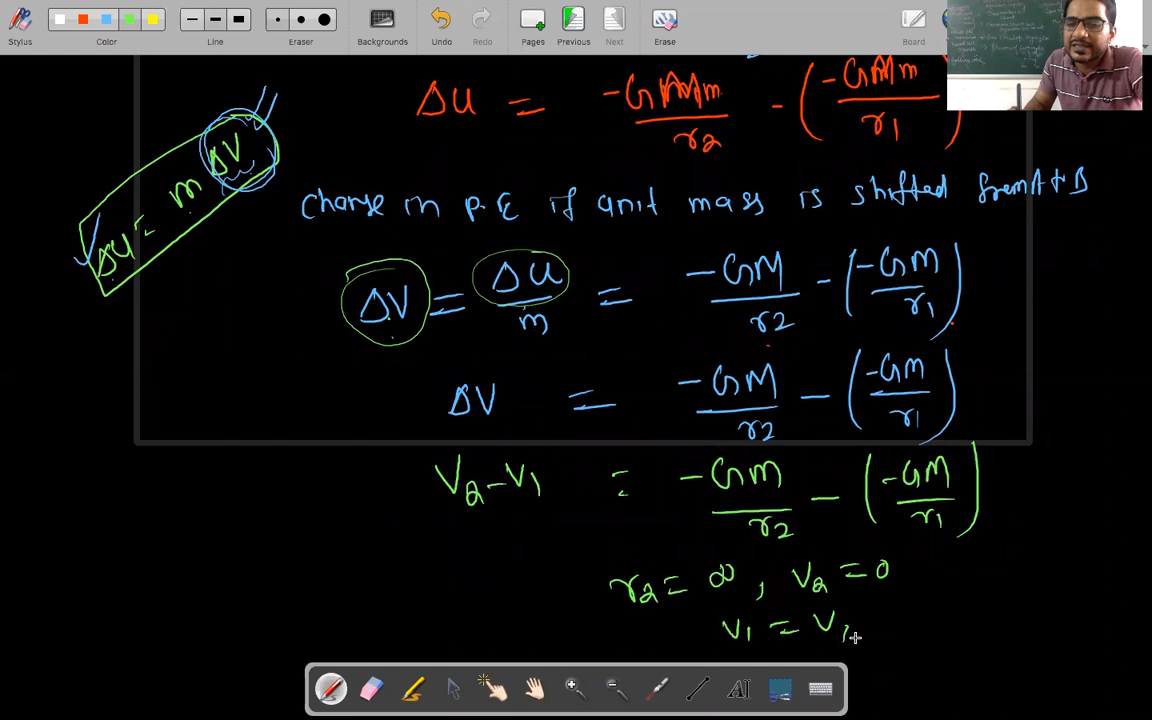 Stylus Color Line Eraser Backgrounds Undo Redo Pages Previous Next Erase Board
ΔU = -GMm/r2 - (-GMm/r1)
ΔU = m ΔV
change in P.E if unit mass is shifted from A to B
ΔV = ΔU/m = -GM/r2 - (-GM/r1)
ΔV = -GM/r2 - (-GM/r1)
V2-V1 = -GM/r2 - (-GM/r1)
r2 = ∞, V2 = 0
V1 = V,